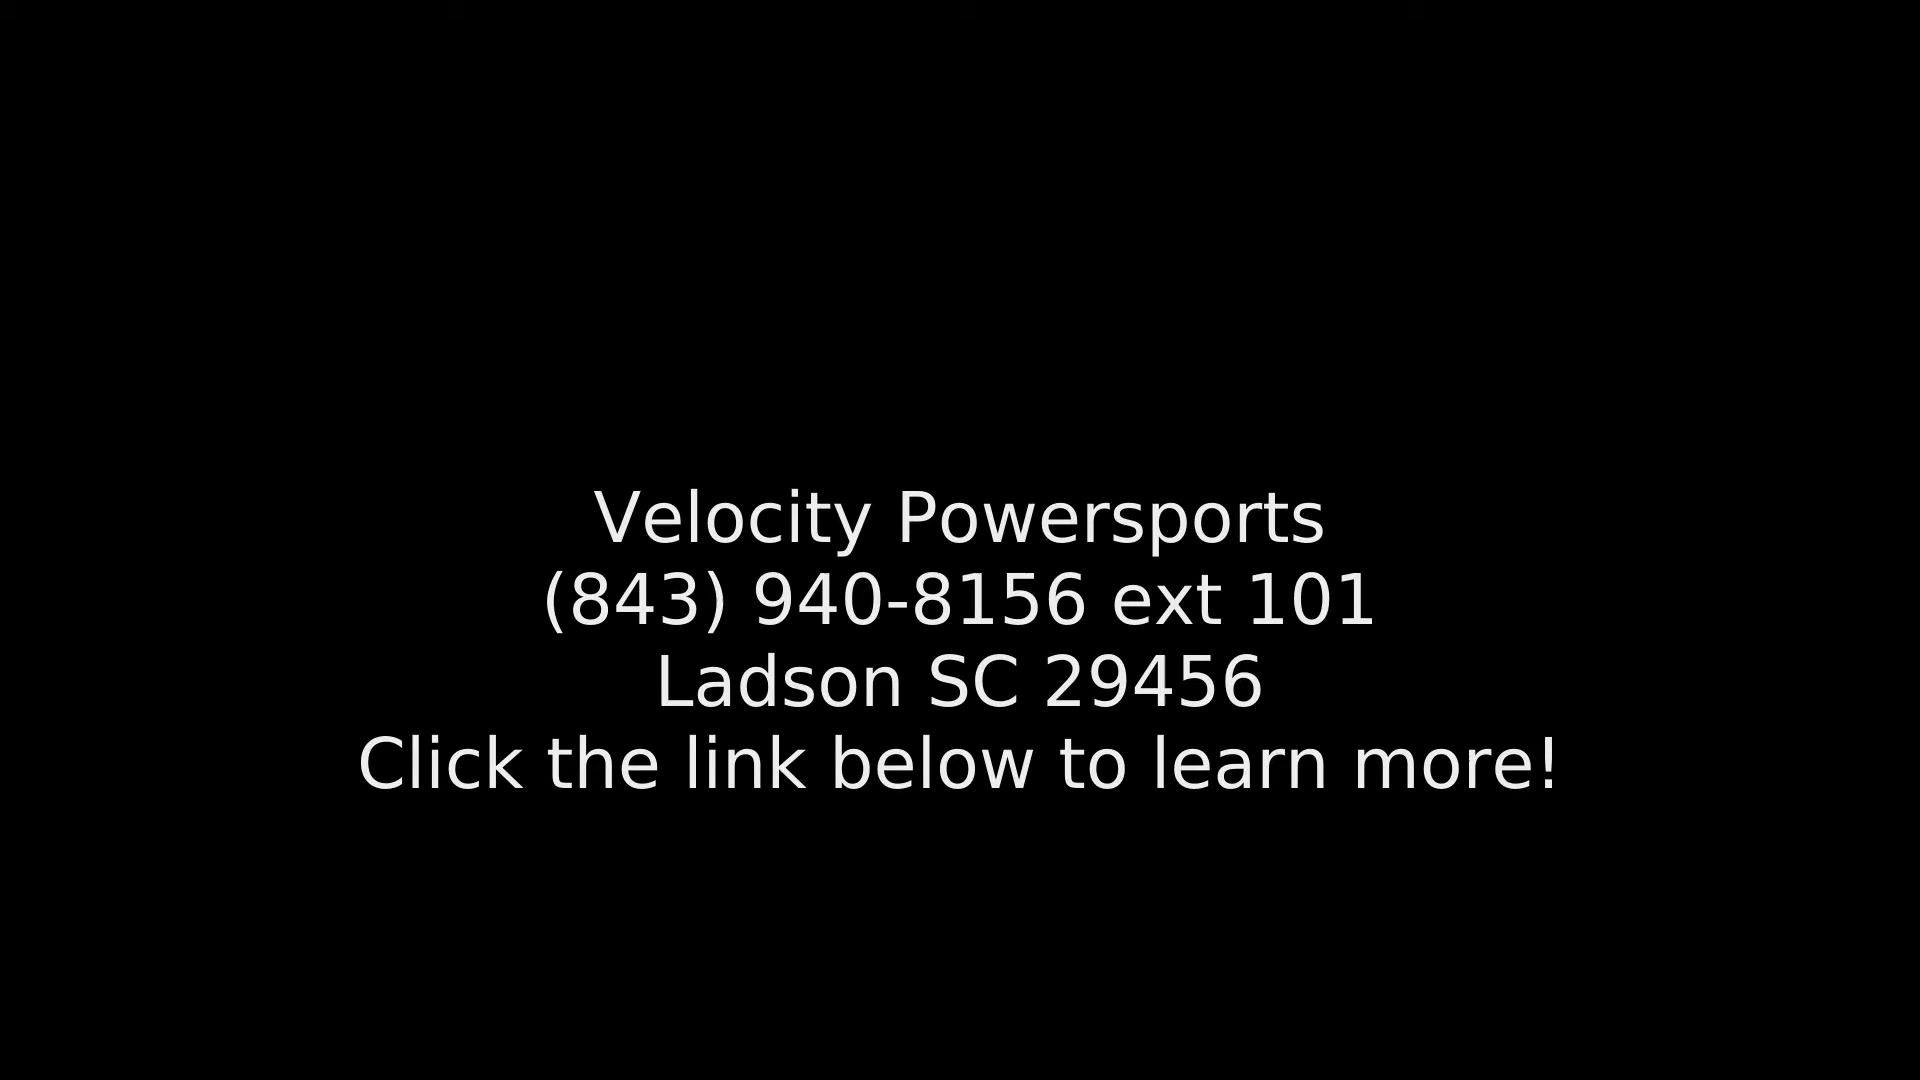 Velocity Powersports
(843) 940-8156 ext 101
Ladson SC 29456
Click the link below to learn more!